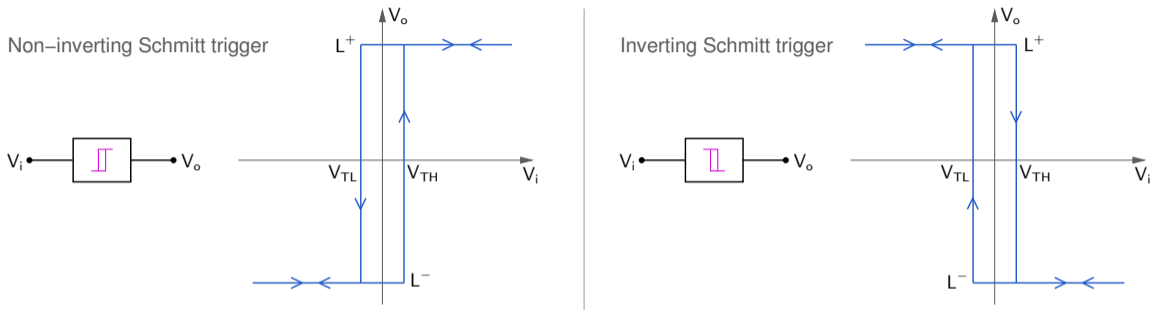 Non−inverting Schmitt trigger
Vo
L+
Vi
Vo
VTL
VTH
Vi
L−
Inverting Schmitt trigger
Vo
L+
Vi
Vo
VTL
VTH
Vi
L−